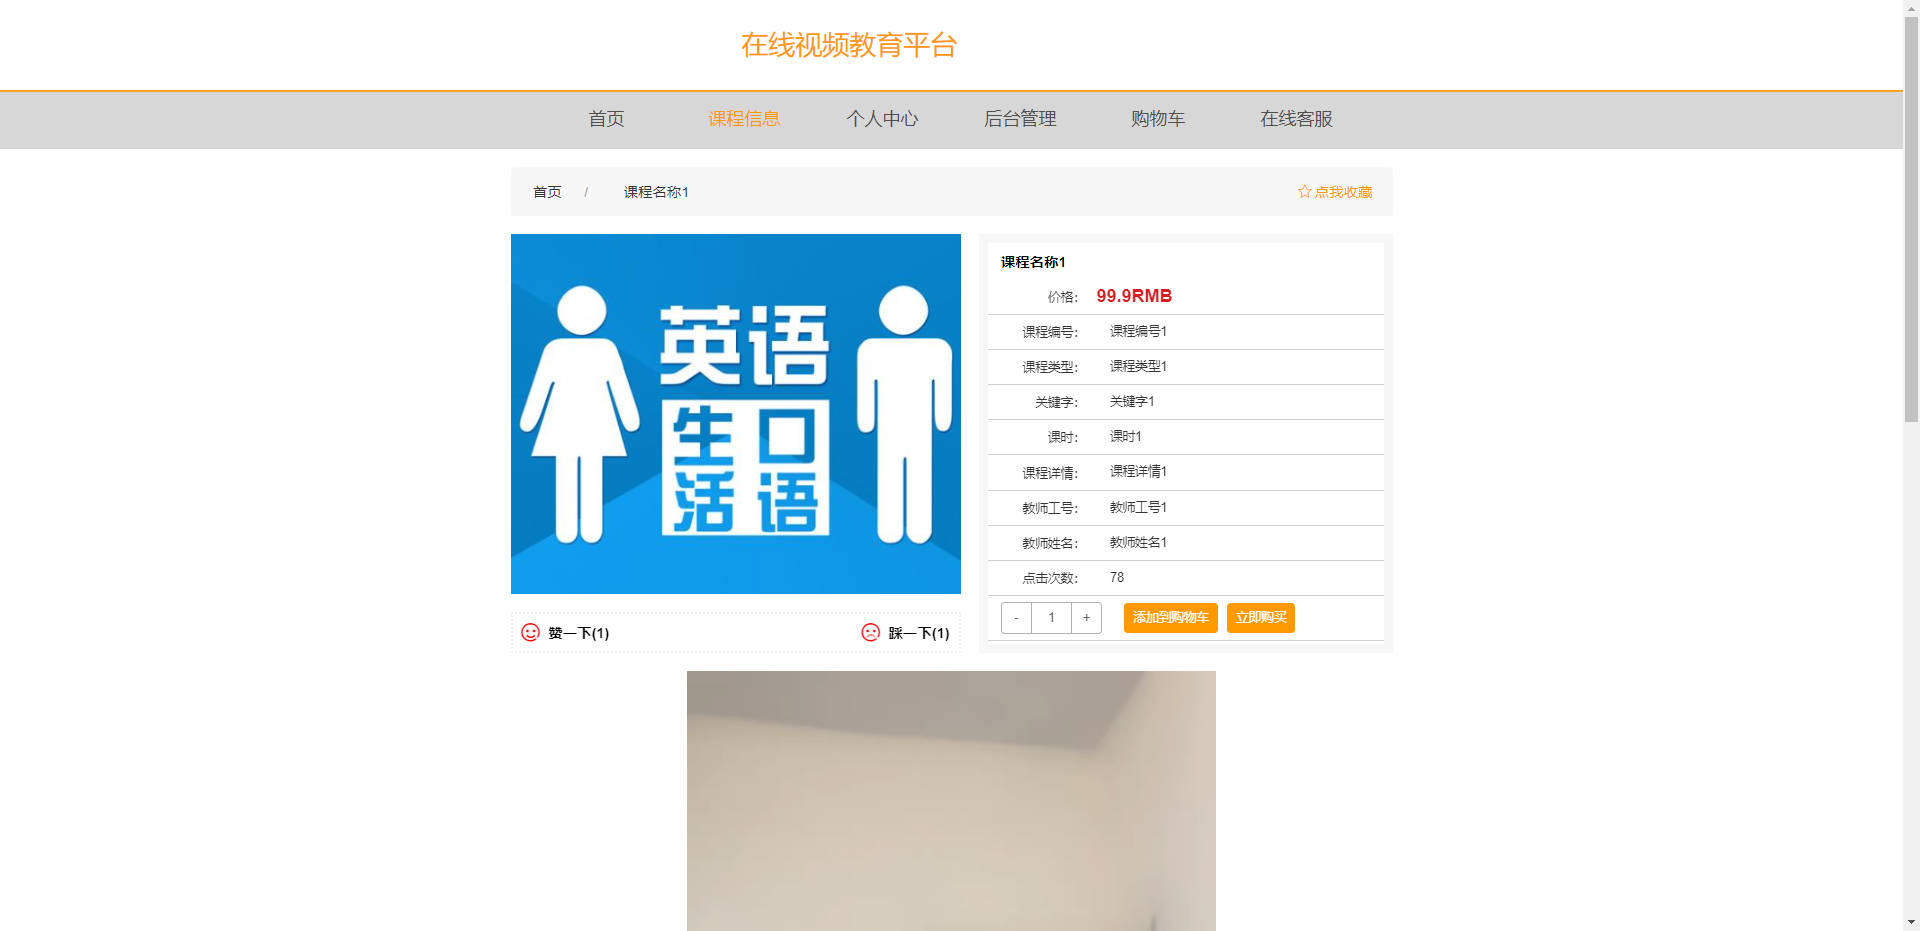 在线视频教育平台
首页 课程信息 个人中心 后台管理 购物车 在线客服
首页 / 课程名称1 点我收藏
英语
生口
活语
课程名称1
价格： 99.9RMB
课程编号： 课程编号1
课程类型： 课程类型1
关键字： 关键字1
课时： 课时1
课程详情： 课程详情1
教师工号： 教师工号1
教师姓名： 教师姓名1
点击次数： 78
- 1 + 添加到购物车 立即购买
赞一下(1) 踩一下(1)